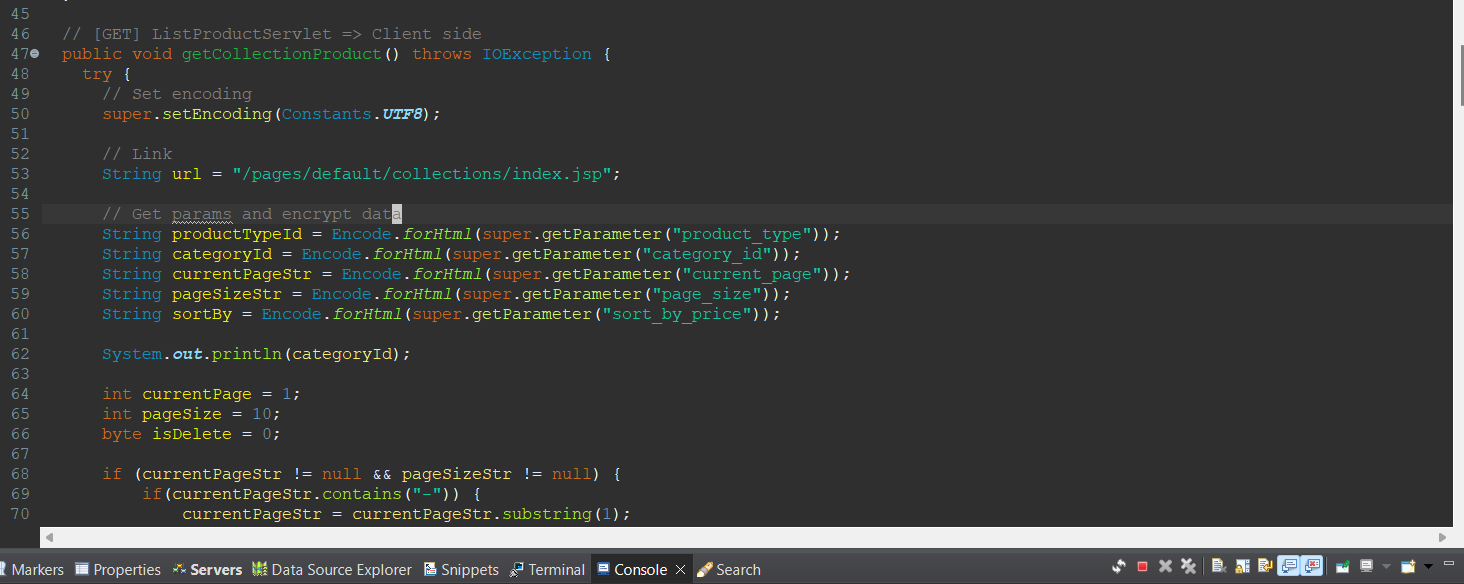 45
46 // [GET] ListProductServlet => Client side
47 public void getCollectionProduct() throws IOException {
48 try {
49 // Set encoding
50 super.setEncoding(Constants.UTF8);
51
52 // Link
53 String url = "/pages/default/collections/index.jsp";
54
55 // Get params and encrypt data
56 String productTypeId = Encode.forHtml(super.getParameter("product_type"));
57 String categoryId = Encode.forHtml(super.getParameter("category_id"));
58 String currentPageStr = Encode.forHtml(super.getParameter("current_page"));
59 String pageSizeStr = Encode.forHtml(super.getParameter("page_size"));
60 String sortBy = Encode.forHtml(super.getParameter("sort_by_price"));
61
62 System.out.println(categoryId);
63
64 int currentPage = 1;
65 int pageSize = 10;
66 byte isDelete = 0;
67
68 if (currentPageStr != null && pageSizeStr != null) {
69 if(currentPageStr.contains("-")) {
70 currentPageStr = currentPageStr.substring(1);
Markers Properties Servers Data Source Explorer Snippets Terminal Console Search